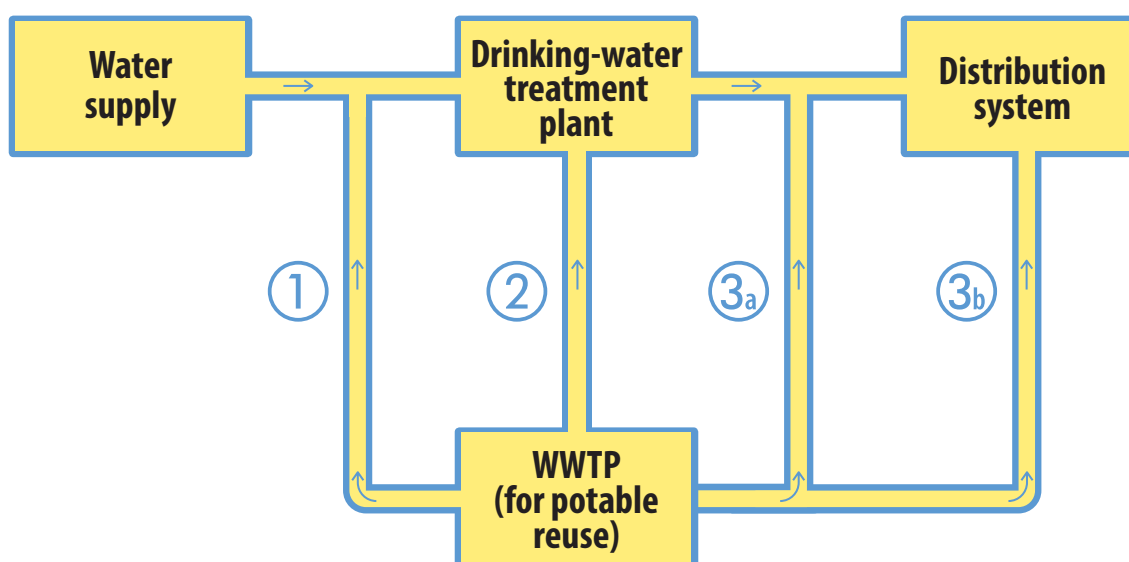 Water
supply
Drinking-water
treatment
plant
Distribution
system
1
2
3a
3b
WWTP
(for potable
reuse)